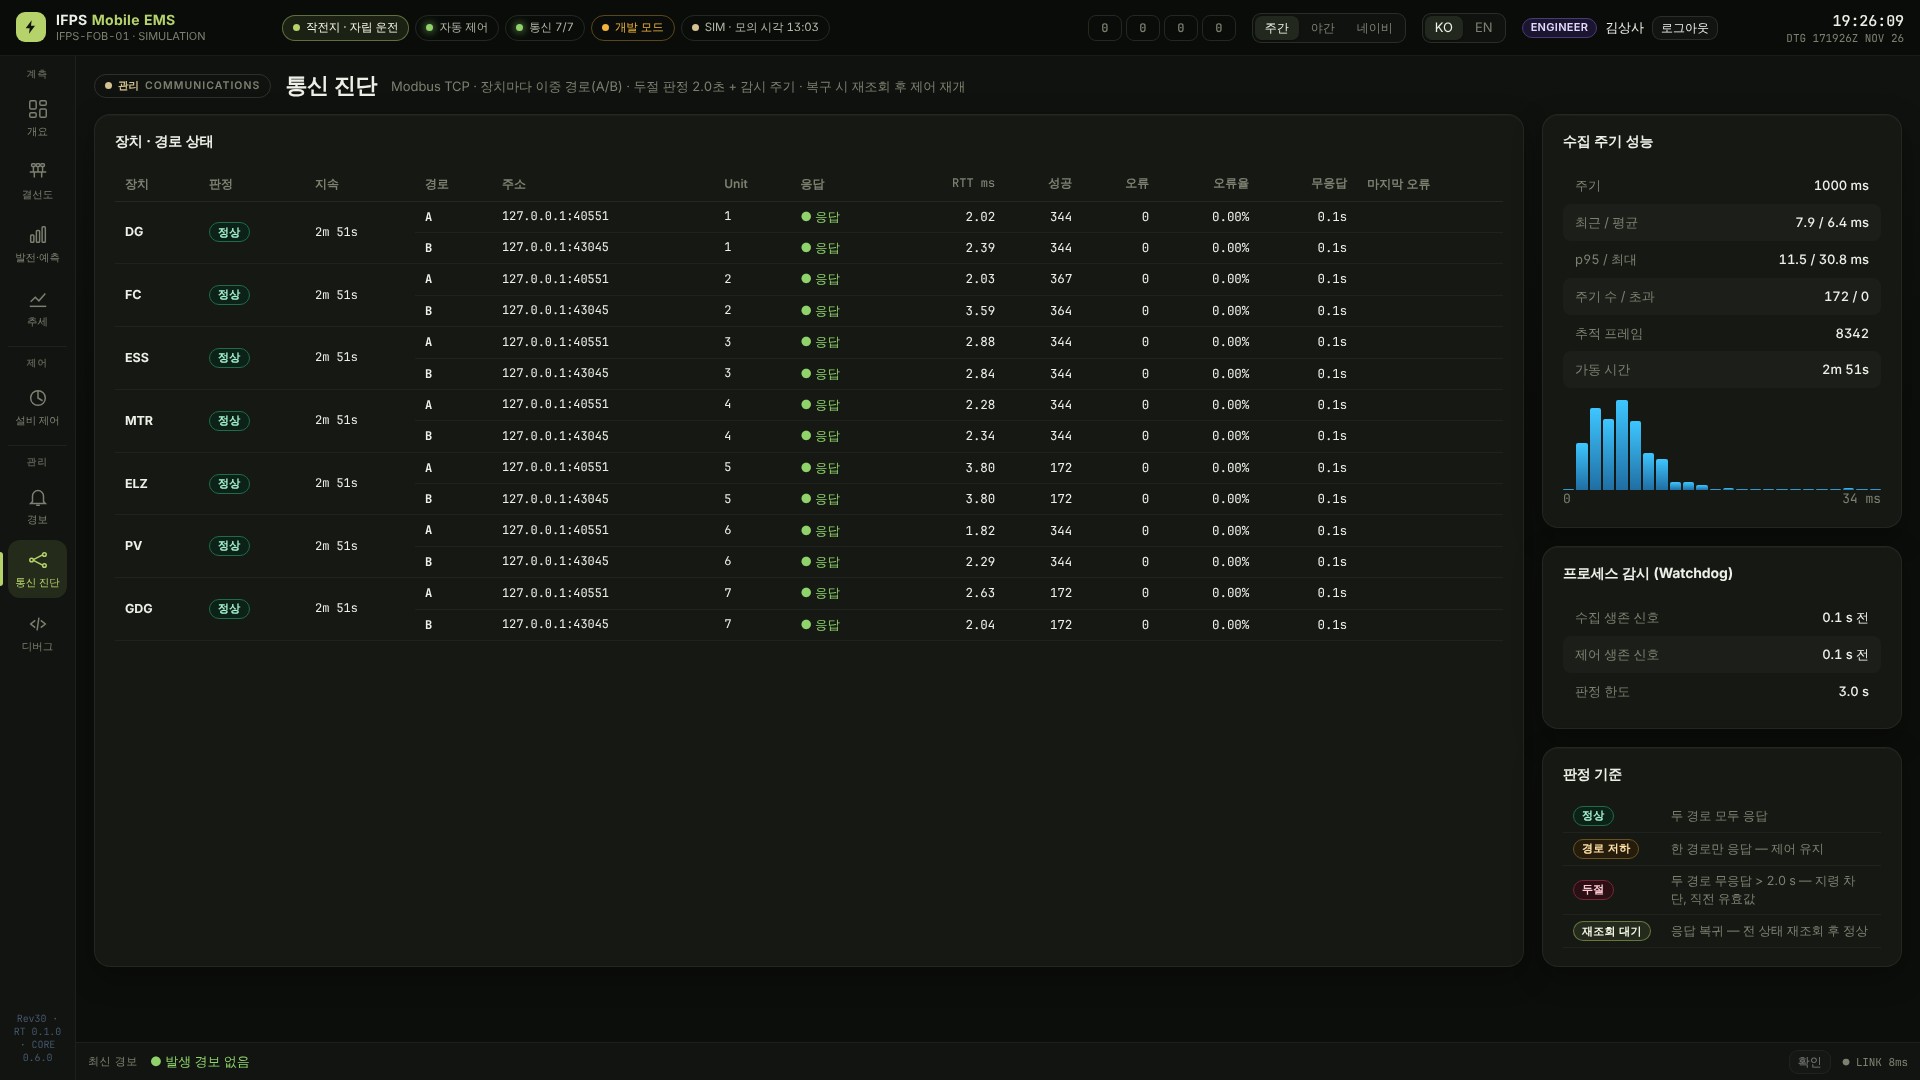 IFPS Mobile EMS
IFPS-FOB-01 · SIMULATION
작전지 · 자립 운전
자동 제어
통신 7/7
개발 모드
SIM · 모의 시각 13:03
0 0 0 0
주간 야간 네이비
KO EN
ENGINEER 김상사 로그아웃
19:26:09
DTG 171926Z NOV 26
계측
개요
결선도
발전·예측
추세
제어
설비 제어
관리
경보
통신 진단
디버그
Rev30 ·
RT 0.1.0
· CORE
0.6.0
관리 COMMUNICATIONS
통신 진단
Modbus TCP · 장치마다 이중 경로(A/B) · 두절 판정 2.0초 + 감시 주기 · 복구 시 재조회 후 제어 재개
장치 · 경로 상태
장치 판정 지속 경로 주소 Unit 응답 RTT ms 성공 오류 오류율 무응답 마지막 오류
DG 정상 2m 51s A 127.0.0.1:40551 1 응답 2.02 344 0 0.00% 0.1s
B 127.0.0.1:43045 1 응답 2.39 344 0 0.00% 0.1s
FC 정상 2m 51s A 127.0.0.1:40551 2 응답 2.03 367 0 0.00% 0.1s
B 127.0.0.1:43045 2 응답 3.59 364 0 0.00% 0.1s
ESS 정상 2m 51s A 127.0.0.1:40551 3 응답 2.88 344 0 0.00% 0.1s
B 127.0.0.1:43045 3 응답 2.84 344 0 0.00% 0.1s
MTR 정상 2m 51s A 127.0.0.1:40551 4 응답 2.28 344 0 0.00% 0.1s
B 127.0.0.1:43045 4 응답 2.34 344 0 0.00% 0.1s
ELZ 정상 2m 51s A 127.0.0.1:40551 5 응답 3.80 172 0 0.00% 0.1s
B 127.0.0.1:43045 5 응답 3.80 172 0 0.00% 0.1s
PV 정상 2m 51s A 127.0.0.1:40551 6 응답 1.82 344 0 0.00% 0.1s
B 127.0.0.1:43045 6 응답 2.29 344 0 0.00% 0.1s
GDG 정상 2m 51s A 127.0.0.1:40551 7 응답 2.63 172 0 0.00% 0.1s
B 127.0.0.1:43045 7 응답 2.04 172 0 0.00% 0.1s
수집 주기 성능
주기 1000 ms
최근 / 평균 7.9 / 6.4 ms
p95 / 최대 11.5 / 30.8 ms
주기 수 / 초과 172 / 0
추적 프레임 8342
가동 시간 2m 51s
0 34 ms
프로세스 감시 (Watchdog)
수집 생존 신호 0.1 s 전
제어 생존 신호 0.1 s 전
판정 한도 3.0 s
판정 기준
정상 두 경로 모두 응답
경로 저하 한 경로만 응답 — 제어 유지
두절 두 경로 무응답 > 2.0 s — 지령 차
단, 직전 유효값
재조회 대기 응답 복귀 — 전 상태 재조회 후 정상
최신 경보 발생 경보 없음
확인 LINK 8ms